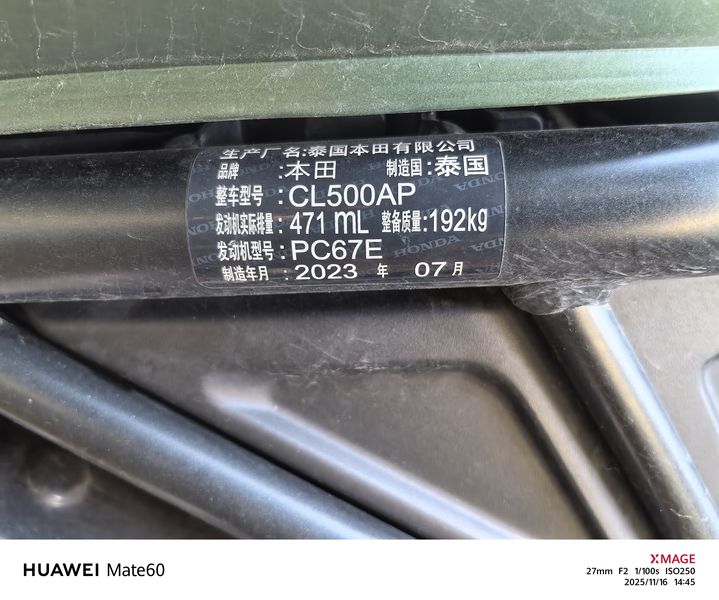 生产厂名:泰国本田有限公司
品牌 :本田 制造国:泰国
整车型号 :CL500AP
发动机实际排量: 471 mL 整备质量:192kg
发动机型号:PC67E
制造年月 :2023 年 07月
HONDA
HUAWEI Mate60
XMAGE
27mm F2 1/100s ISO250
2025/11/16 14:45